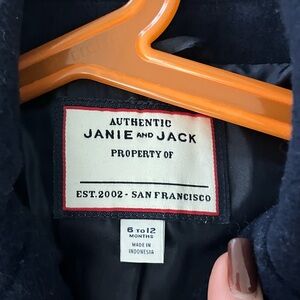 AUTHENTIC
JANIE AND JACK
PROPERTY OF
EST.2002 - SAN FRANCISCO
6 TO 12
MONTHS
MADE IN
INDONESIA